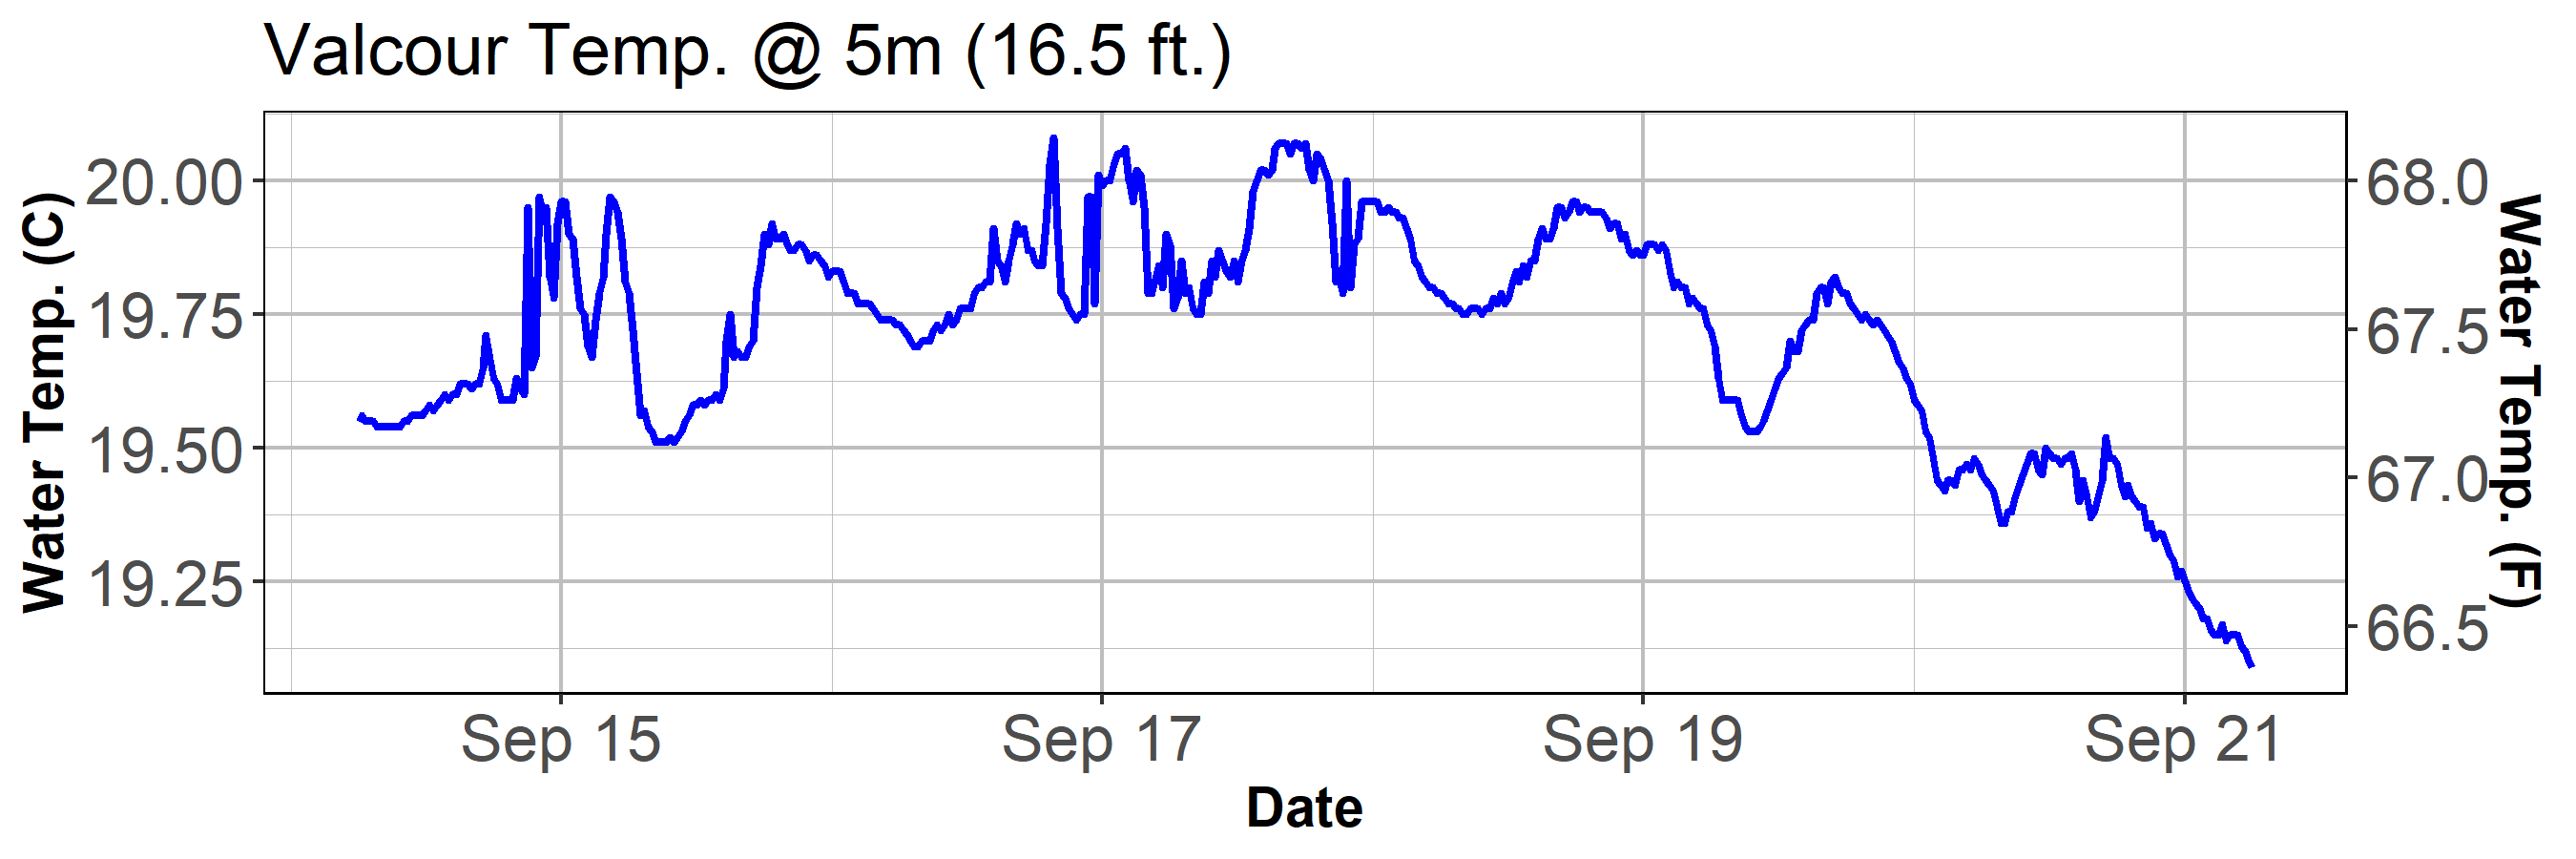 Valcour Temp. @ 5m (16.5 ft.)
Water Temp. (C)
20.00
19.75
19.50
19.25
68.0
67.5
67.0
66.5
Water Temp. (F)
Sep 15
Sep 17
Sep 19
Sep 21
Date